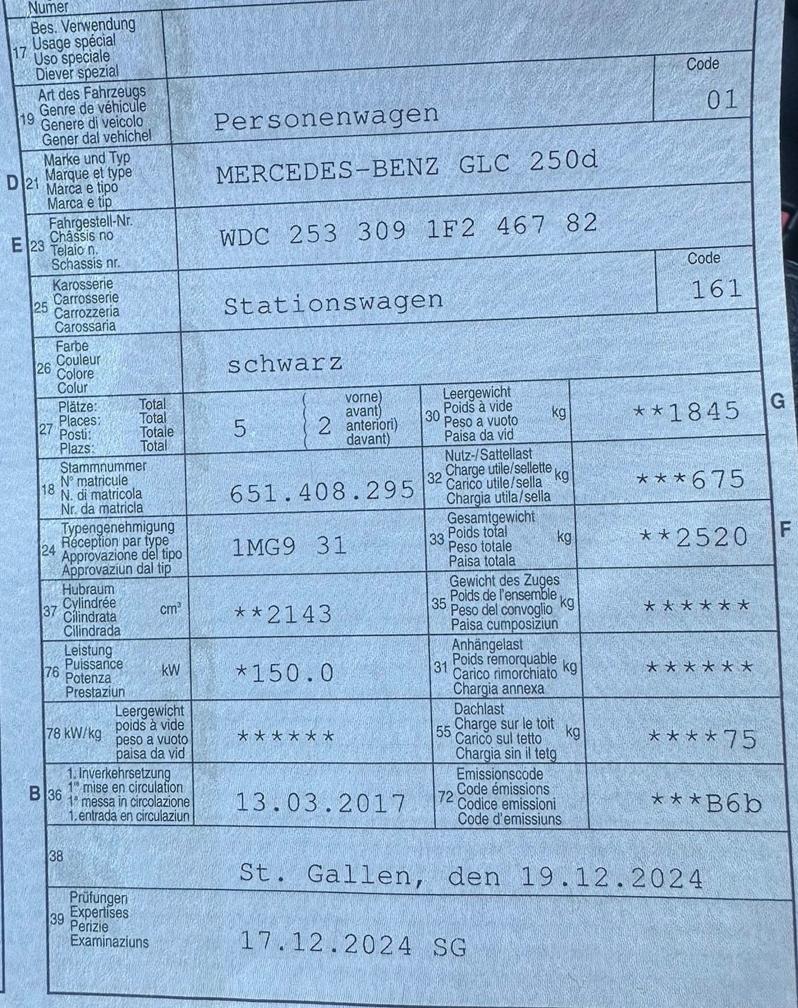 Numer
17 Bes. Verwendung
Usage spécial
Uso speciale
Diever spezial
19 Art des Fahrzeugs
Genre de véhicule
Genere di veicolo
Gener dal vehichel
Personenwagen
Code
01
D 21 Marke und Typ
Marque et type
Marca e tipo
Marca e tip
MERCEDES-BENZ GLC 250d
E 23 Fahrgestell-Nr.
Châssis no
Telaio n.
Schassis nr.
WDC 253 309 1F2 467 82
25 Karosserie
Carrosserie
Carrozzeria
Carossaria
Stationswagen
Code
161
26 Farbe
Couleur
Colore
Colur
schwarz
27 Plätze: Total
Places: Total
Posti: Totale
Plazs: Total
5 ( 2 vorne)
( avant)
( anteriori)
( davant)
30 Leergewicht
Poids à vide
Peso a vuoto
Paisa da vid
kg
**1845
G
18 Stammnummer
N° matricule
N. di matricola
Nr. da matricla
651.408.295
32 Nutz-/Sattellast
Charge utile/sellette
Carico utile/sella
Chargia utila/sella
kg
***675
24 Typengenehmigung
Réception par type
Approvazione del tipo
Approvaziun dal tip
1MG9 31
33 Gesamtgewicht
Poids total
Peso totale
Paisa totala
kg
**2520
F
37 Hubraum
Cylindrée
Cilindrata
Cilindrada
cm³
**2143
35 Gewicht des Zuges
Poids de l'ensemble
Peso del convoglio
Paisa cumposiziun
kg
******
76 Leistung
Puissance
Potenza
Prestaziun
kW
*150.0
31 Anhängelast
Poids remorquable
Carico rimorchiato
Chargia annexa
kg
******
78 kW/kg Leergewicht
poids à vide
peso a vuoto
paisa da vid
******
55 Dachlast
Charge sur le toit
Carico sul tetto
Chargia sin il tetg
kg
****75
B 36 1. Inverkehrsetzung
1re mise en circulation
1a messa in circolazione
1. entrada en circulaziun
13.03.2017
72 Emissionscode
Code émissions
Codice emissioni
Code d'emissiuns
***B6b
38
St. Gallen, den 19.12.2024
39 Prüfungen
Expertises
Perizie
Examinaziuns
17.12.2024 SG